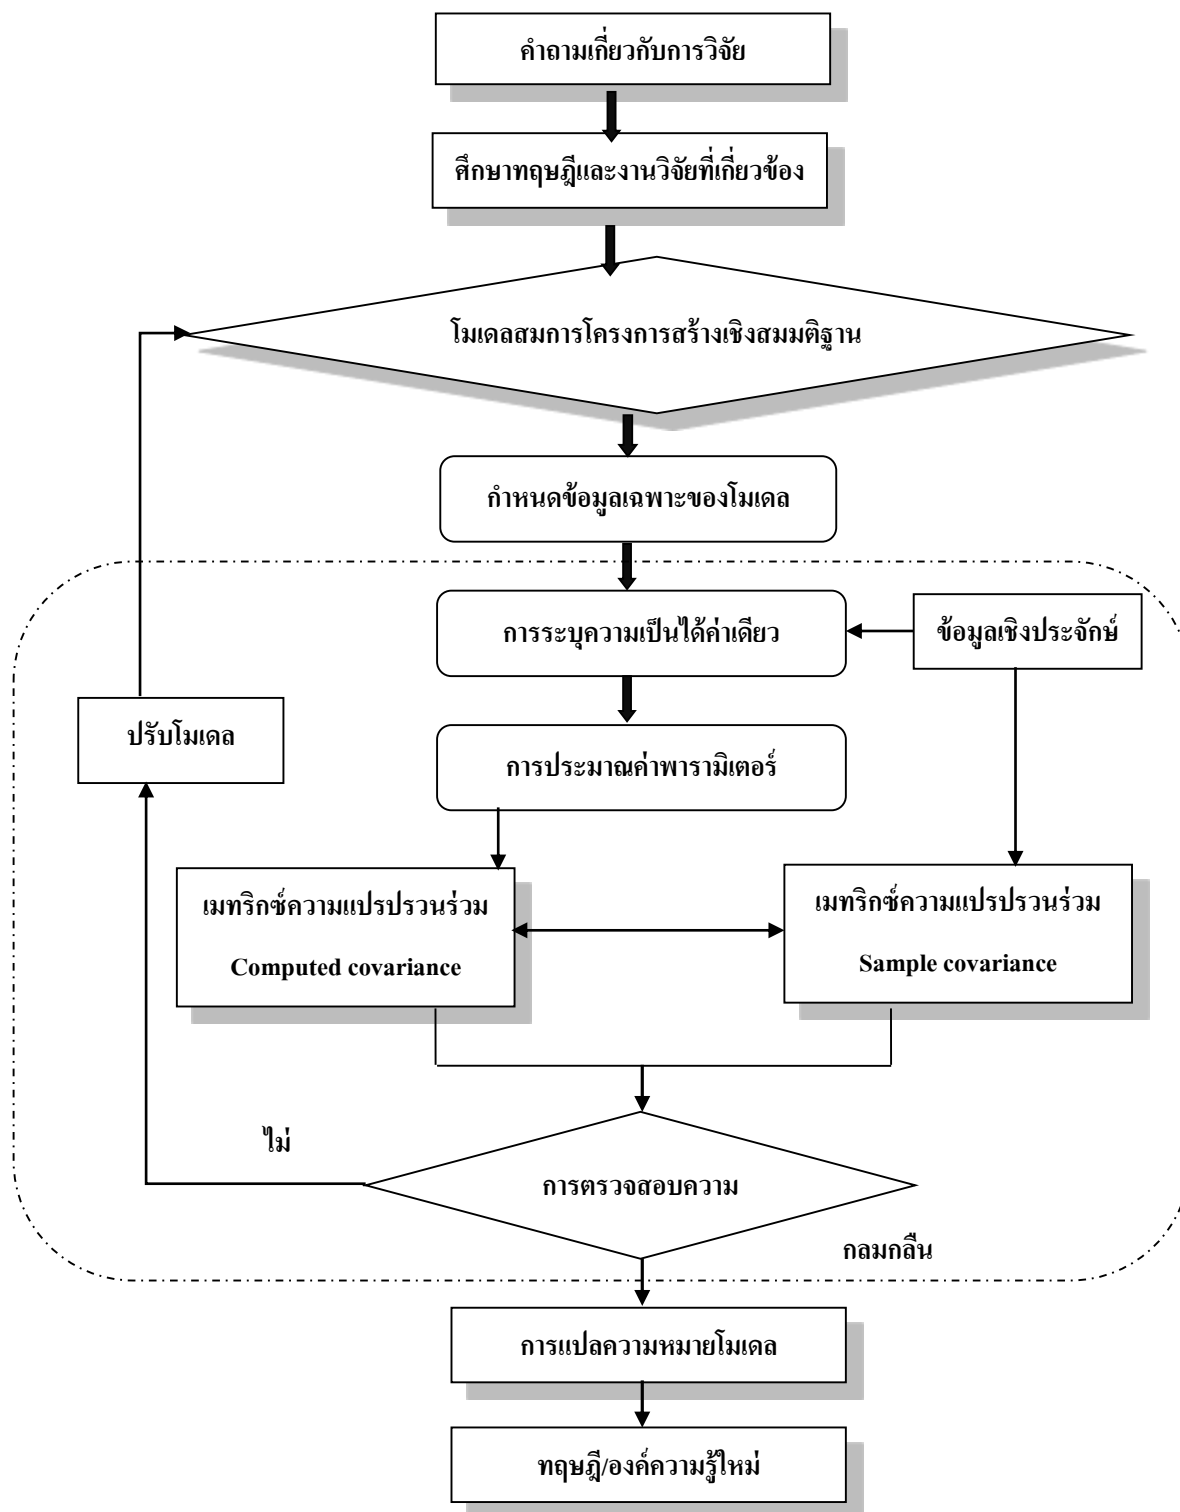 คำถามเกี่ยวกับการวิจัย
ศึกษาทฤษฎีและงานวิจัยที่เกี่ยวข้อง
โมเดลสมการโครงการสร้างเชิงสมมติฐาน
กำหนดข้อมูลเฉพาะของโมเดล
การระบุความเป็นได้ค่าเดียว
ข้อมูลเชิงประจักษ์
ปรับโมเดล
การประมาณค่าพารามิเตอร์
เมทริกซ์ความแปรปรวนร่วม
Computed covariance
เมทริกซ์ความแปรปรวนร่วม
Sample covariance
ไม่
การตรวจสอบความ
กลมกลืน
การแปลความหมายโมเดล
ทฤษฎี/องค์ความรู้ใหม่